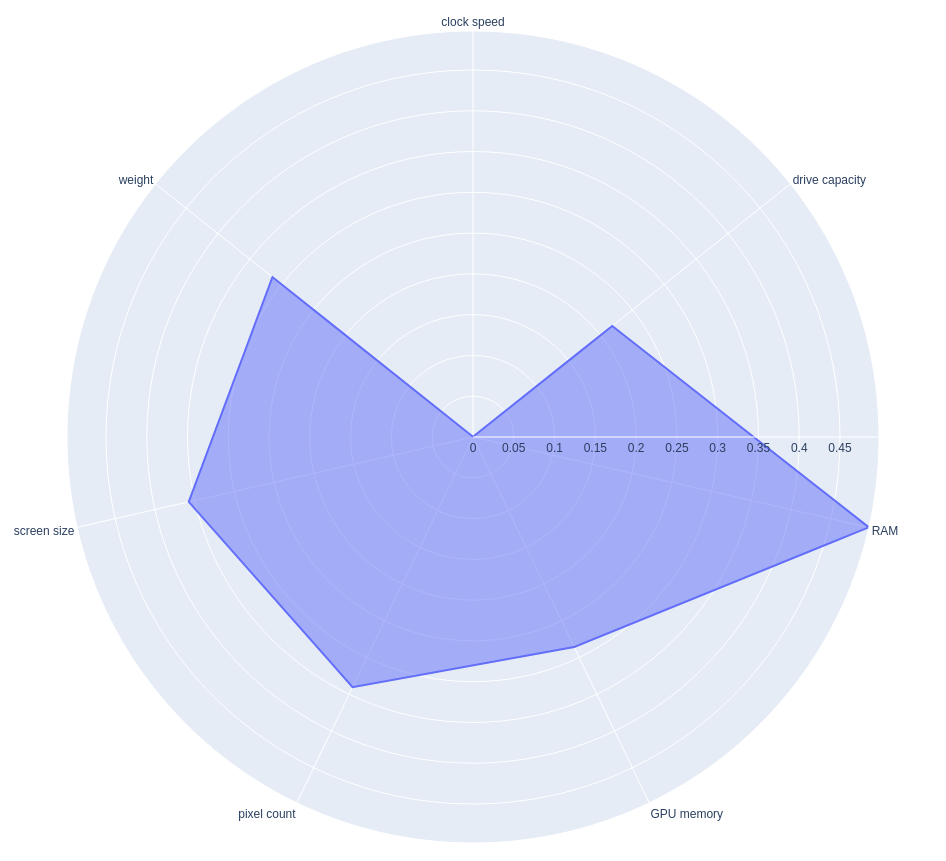 clock speed
weight
drive capacity
0 0.05 0.1 0.15 0.2 0.25 0.3 0.35 0.4 0.45
screen size
RAM
pixel count
GPU memory